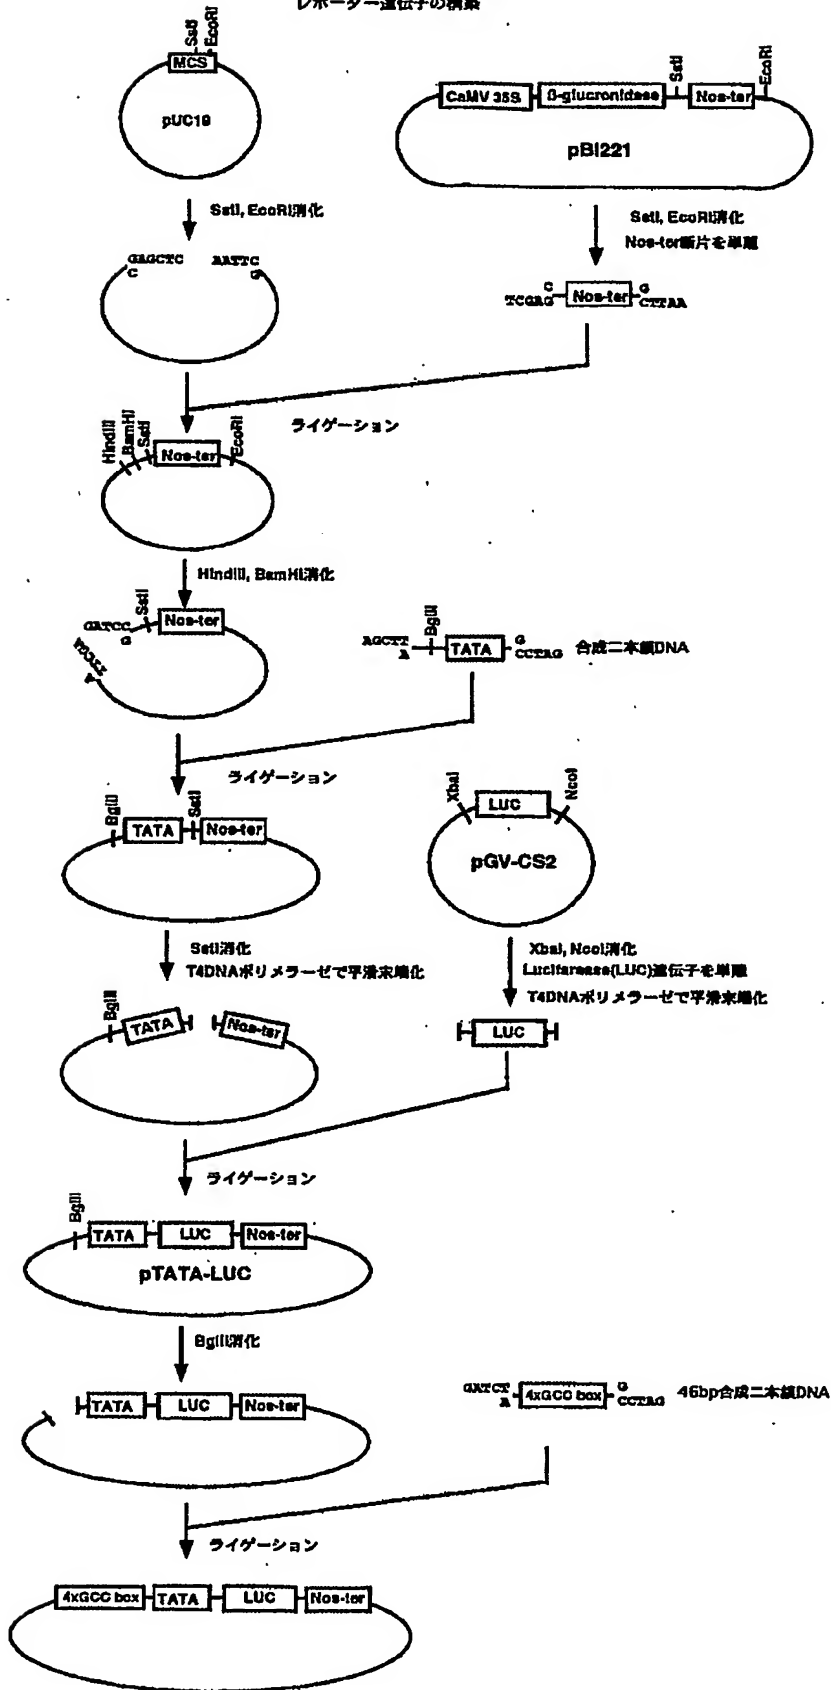 レポーター遺伝子の構築
SstI
EcoRI
MCS
pUC19
SstI
EcoRI
CaMV 35S
β-glucronidase
Nos-ter
pBI221
SstI, EcoRI消化
SstI, EcoRI消化
Nos-ter断片を単離
GAGCTC
C
AATTC
G
C
TCGAG
Nos-ter
G
CTTAA
ライゲーション
HindIII
BamHI
SstI
Nos-ter
EcoRI
HindIII, BamHI消化
SstI
GATCC
G
Nos-ter
TTCGA
A
AGCTT
A
BglII
TATA
G
CCTAG
合成二本鎖DNA
ライゲーション
BglII
TATA
SstI
Nos-ter
XbaI
LUC
NcoI
pGV-CS2
SstI消化
T4DNAポリメラーゼで平滑末端化
XbaI, NcoI消化
Luciferase(LUC)遺伝子を単離
T4DNAポリメラーゼで平滑末端化
BglII
TATA
Nos-ter
LUC
ライゲーション
BglII
TATA
LUC
Nos-ter
pTATA-LUC
BglII消化
TATA
LUC
Nos-ter
GATCT
A
4xGCC box
G
CCTAG
46bp合成二本鎖DNA
ライゲーション
4xGCC box
TATA
LUC
Nos-ter